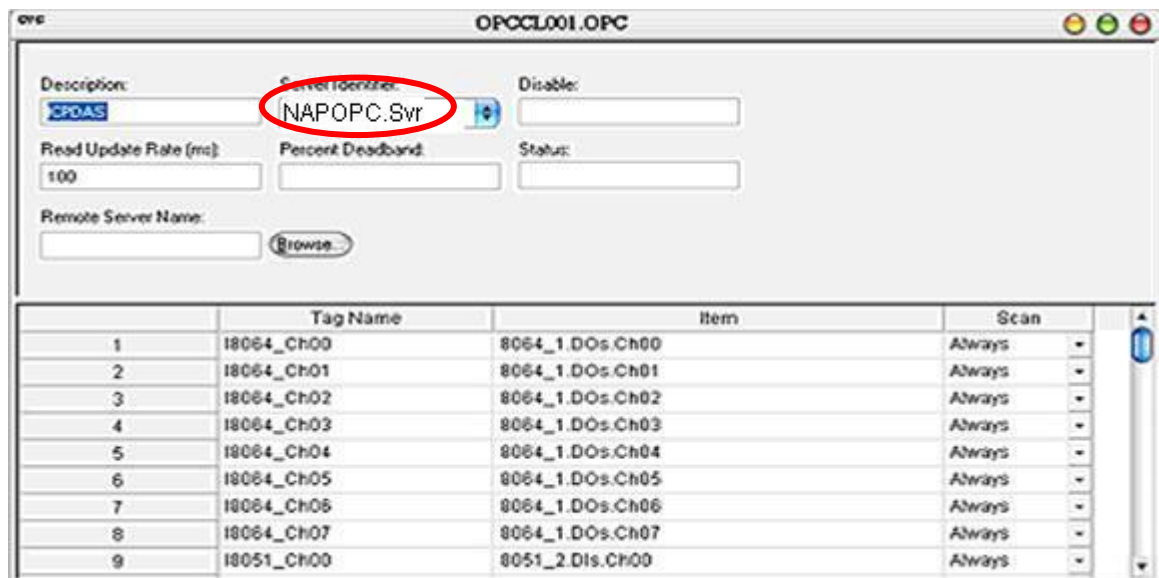 OPC OPCCL001.OPC
Description: Server Identifier: Disable:
ICPDAS NAPOPC.Svr
Read Update Rate (ms): Percent Deadband: Status:
100
Remote Server Name:
Browse...
Tag Name Item Scan
1 I8064_Ch00 8064_1.DOs.Ch00 Always
2 I8064_Ch01 8064_1.DOs.Ch01 Always
3 I8064_Ch02 8064_1.DOs.Ch02 Always
4 I8064_Ch03 8064_1.DOs.Ch03 Always
5 I8064_Ch04 8064_1.DOs.Ch04 Always
6 I8064_Ch05 8064_1.DOs.Ch05 Always
7 I8064_Ch06 8064_1.DOs.Ch06 Always
8 I8064_Ch07 8064_1.DOs.Ch07 Always
9 I8051_Ch00 8051_2.DIs.Ch00 Always